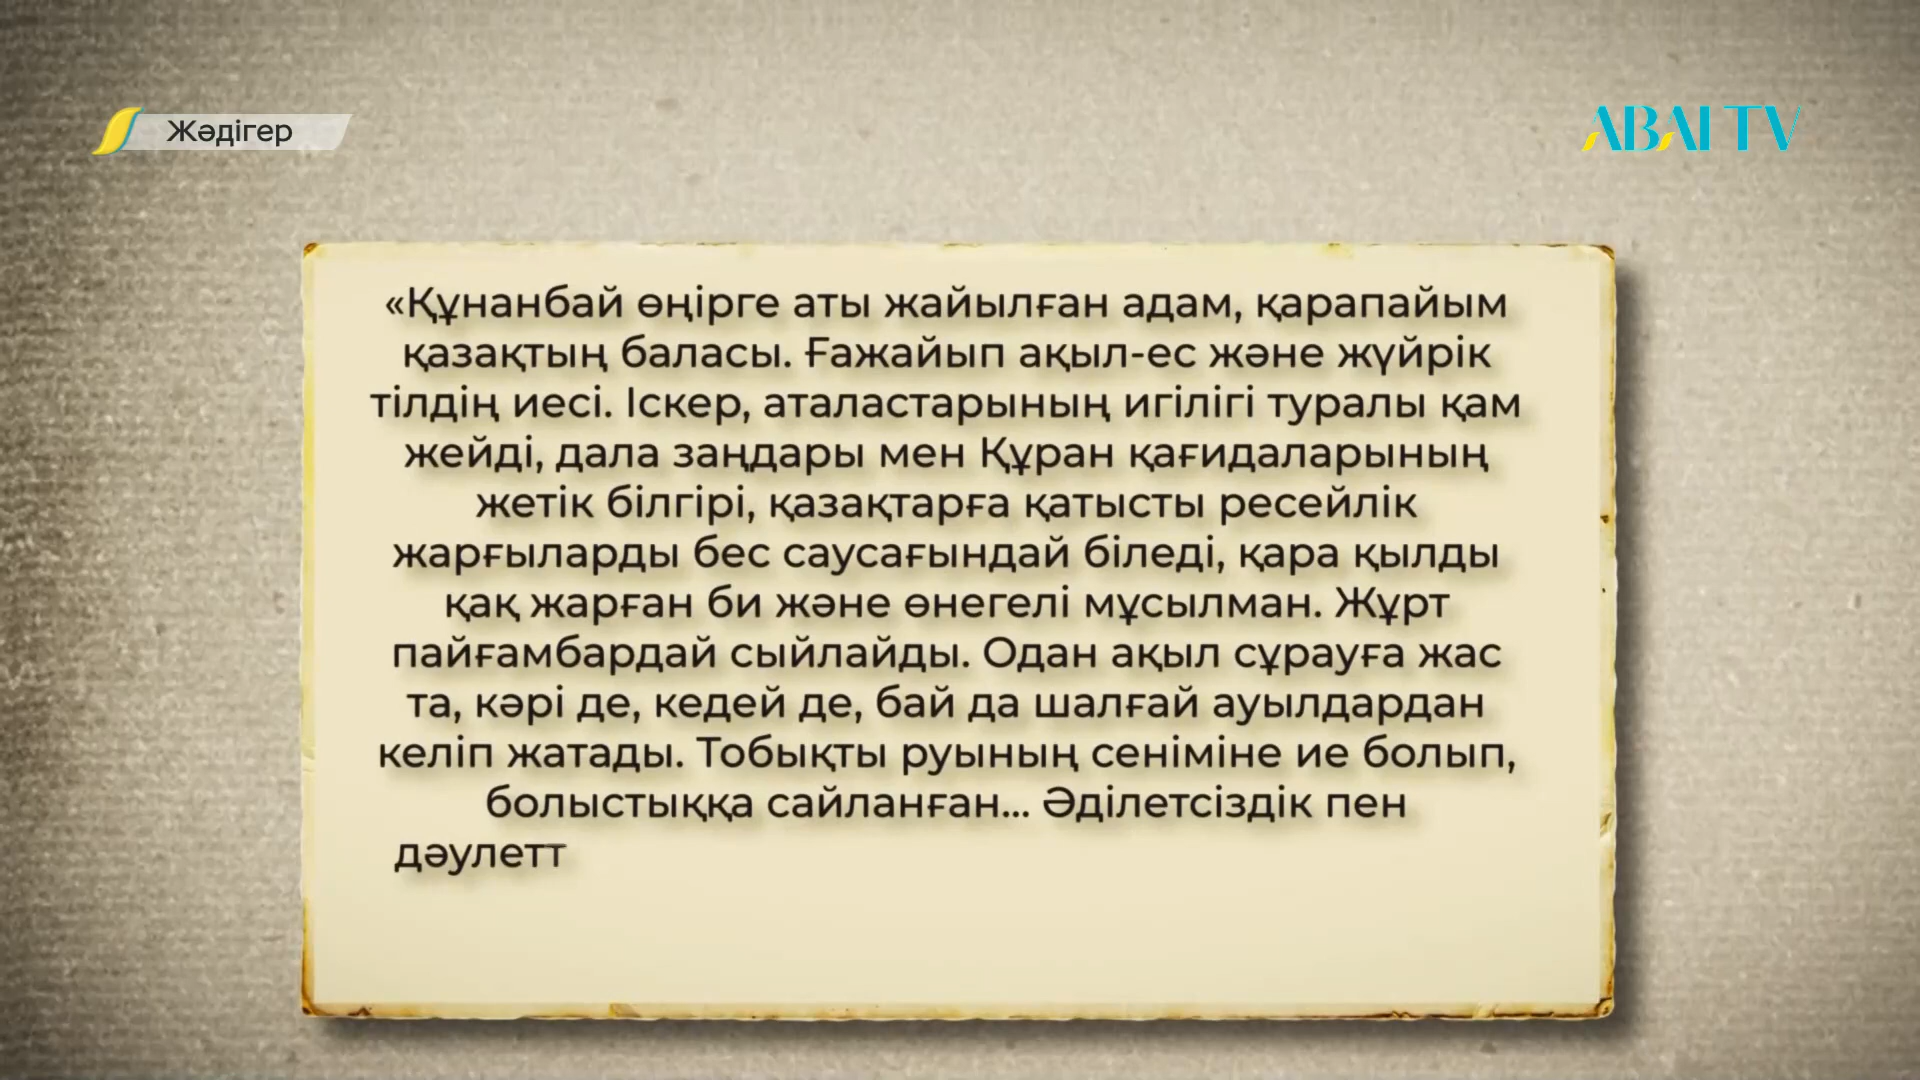 Жәдігер
ABAI TV
«Құнанбай өңірге аты жайылған адам, қарапайым
қазақтың баласы. Ғажайып ақыл-ес және жүйрік
тілдің иесі. Іскер, аталастарының игілігі туралы қам
жейді, дала заңдары мен Құран қағидаларының
жетік білгірі, қазақтарға қатысты ресейлік
жарғыларды бес саусағындай біледі, қара қылды
қақ жарған би және өнегелі мұсылман. Жұрт
пайғамбардай сыйлайды. Одан ақыл сұрауға жас
та, кәрі де, кедей де, бай да шалғай ауылдардан
келіп жатады. Тобықты руының сеніміне ие болып,
болыстыққа сайланған... Әділетсіздік пен
дәулетт